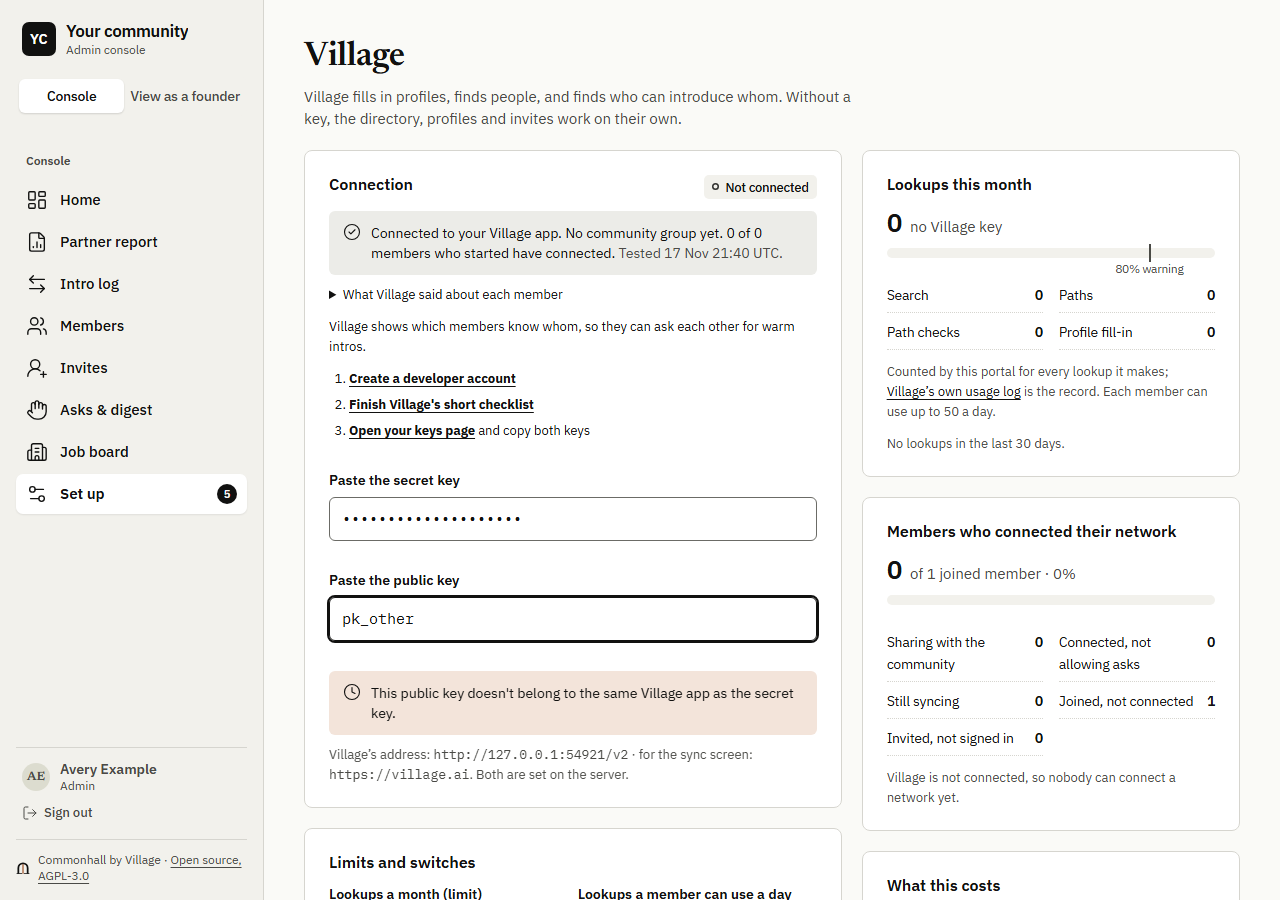 YC
Your community
Admin console
Console
View as a founder
Console
Home
Partner report
Intro log
Members
Invites
Asks & digest
Job board
Set up
5
AE
Avery Example
Admin
Sign out
Commonhall by Village · Open source,
AGPL-3.0
Village
Village fills in profiles, finds people, and finds who can introduce whom. Without a
key, the directory, profiles and invites work on their own.
Connection
Not connected
Connected to your Village app. No community group yet. 0 of 0
members who started have connected. Tested 17 Nov 21:40 UTC.
What Village said about each member
Village shows which members know whom, so they can ask each other for warm
intros.
1. Create a developer account
2. Finish Village's short checklist
3. Open your keys page and copy both keys
Paste the secret key
••••••••••••••••••••
Paste the public key
pk_other
This public key doesn't belong to the same Village app as the secret
key.
Village’s address: http://127.0.0.1:54921/v2 · for the sync screen:
https://village.ai. Both are set on the server.
Limits and switches
Lookups a month (limit)
Lookups a member can use a day
Lookups this month
0 no Village key
80% warning
Search 0
Paths 0
Path checks 0
Profile fill-in 0
Counted by this portal for every lookup it makes;
Village’s own usage log is the record. Each member can
use up to 50 a day.
No lookups in the last 30 days.
Members who connected their network
0 of 1 joined member · 0%
Sharing with the
community
0
Connected, not
allowing asks
0
Still syncing 0
Joined, not connected 1
Invited, not signed in 0
Village is not connected, so nobody can connect a
network yet.
What this costs